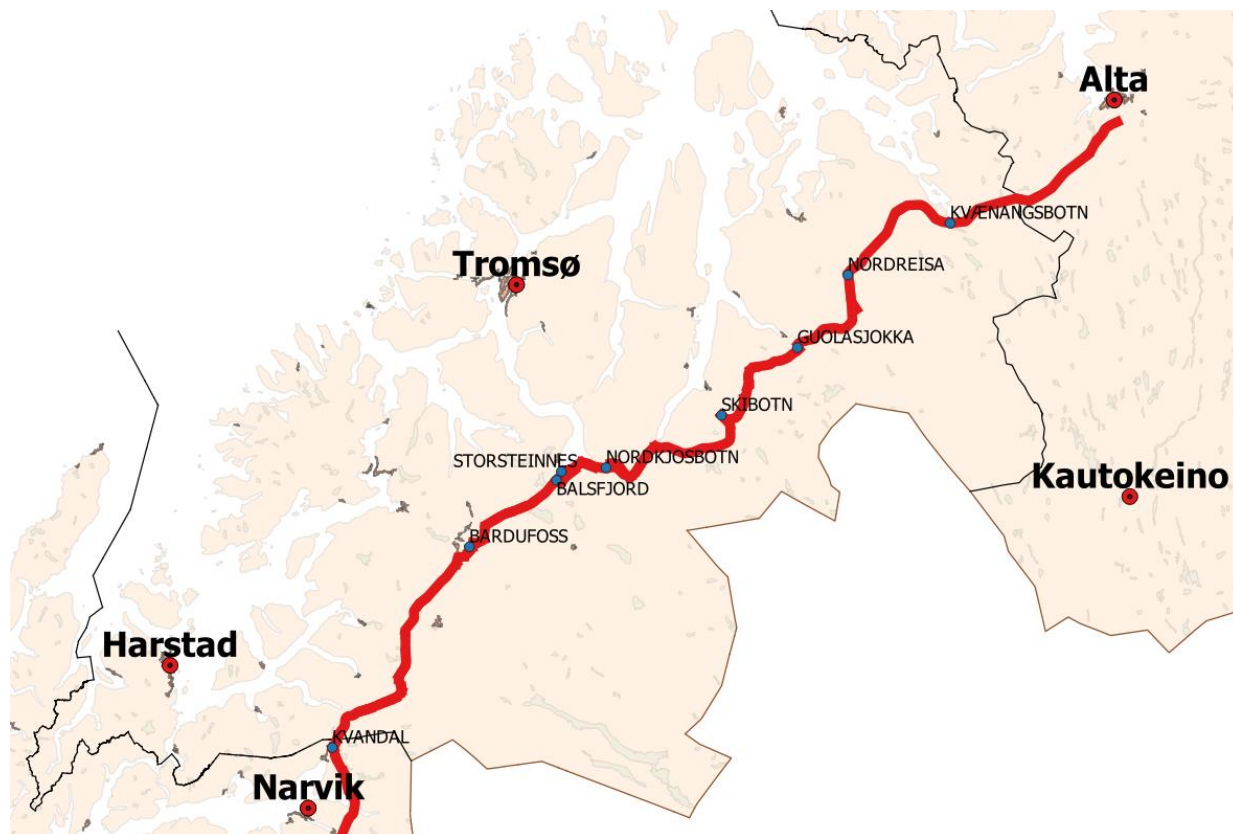 Alta
KVÆNANGSBOTN
Tromsø
NORDREISA
GUOLASJOKKA
SKIBOTN
STORSTEINNES
NORDKJOSBOTN
BALSFJORD
Kautokeino
BARDUFOSS
Harstad
KVANDAL
Narvik